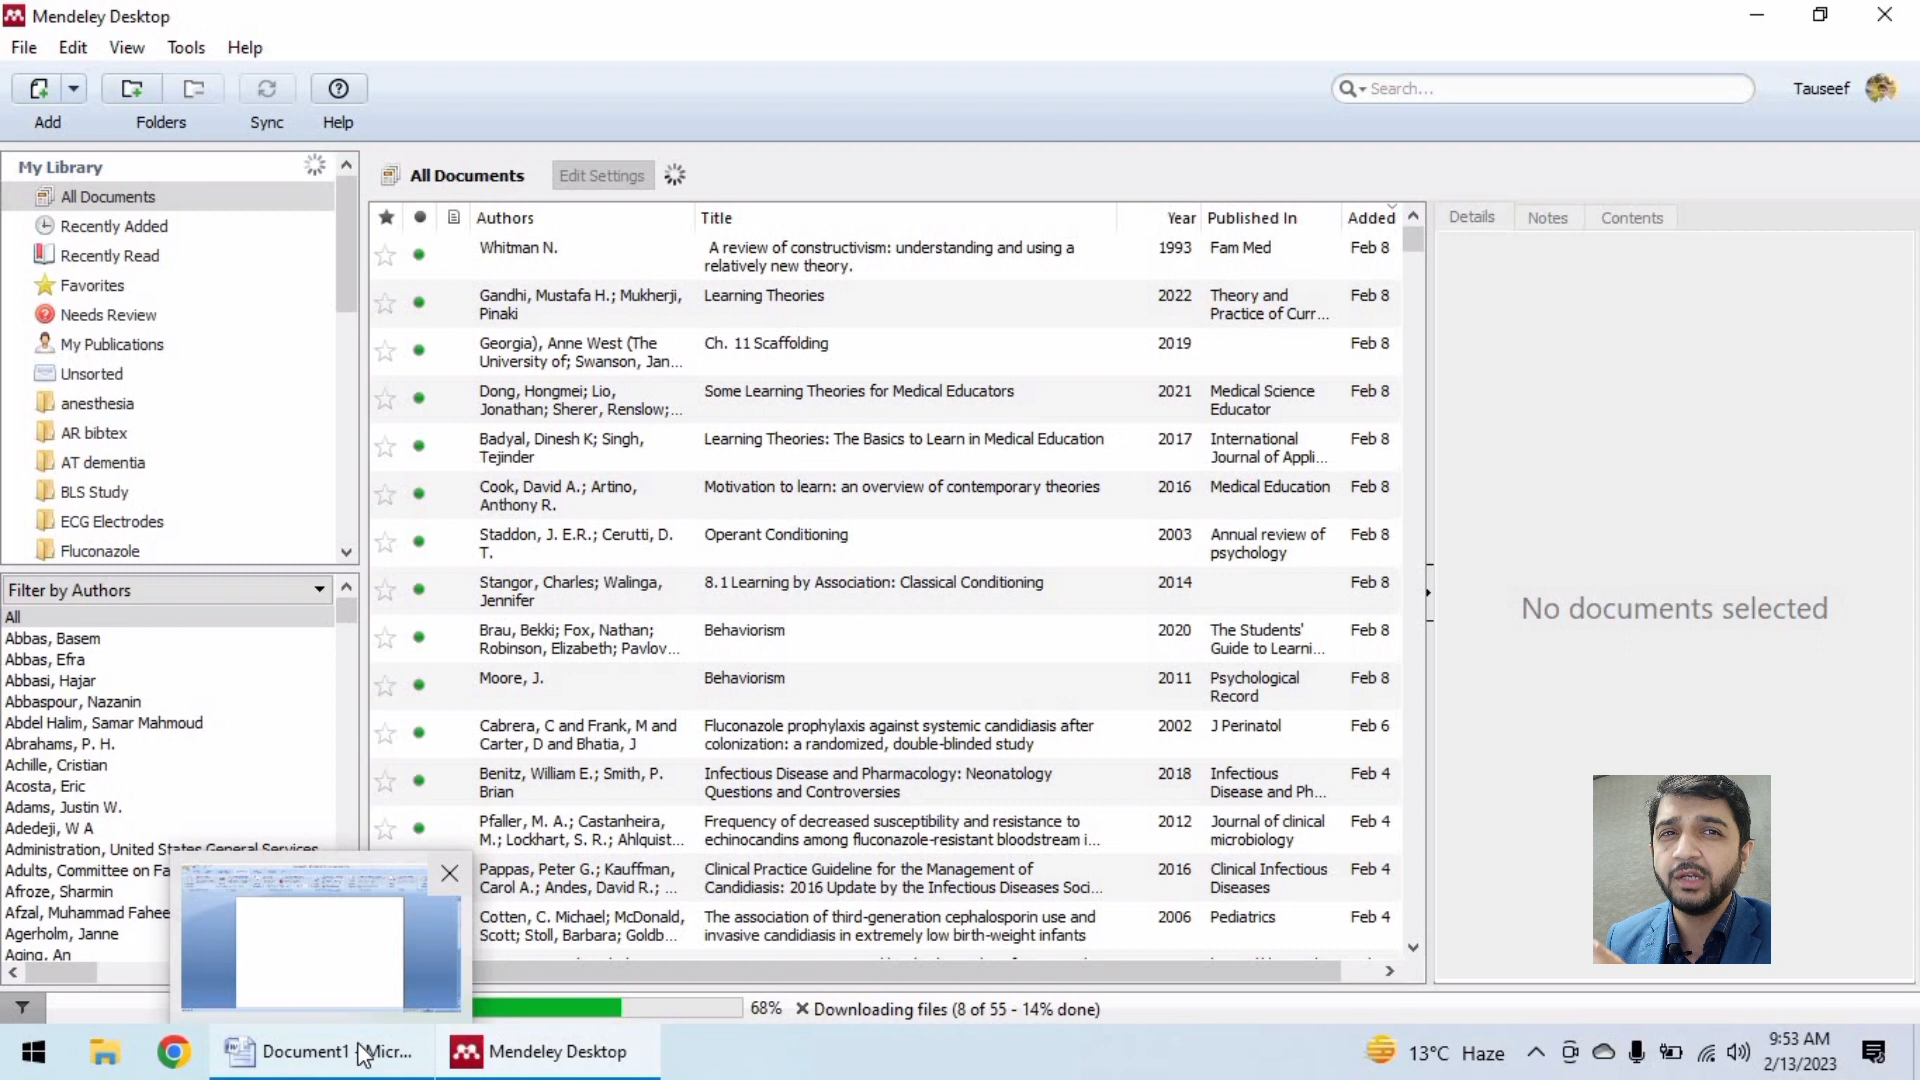 Mendeley Desktop
File Edit View Tools Help
Search...
Tauseef
Add Folders Sync Help
My Library
All Documents
Recently Added
Recently Read
Favorites
Needs Review
My Publications
Unsorted
anesthesia
AR bibtex
AT dementia
BLS Study
ECG Electrodes
Fluconazole
Filter by Authors
All
Abbas, Basem
Abbas, Efra
Abbasi, Hajar
Abbaspour, Nazanin
Abdel Halim, Samar Mahmoud
Abrahams, P. H.
Achille, Cristian
Acosta, Eric
Adams, Justin W.
Adedeji, W A
Administration, United States General Services
Adults, Committee on Fa
Afroze, Sharmin
Afzal, Muhammad Fahee
Agerholm, Janne
Aging, An
All Documents Edit Settings
Authors Title Year Published In Added
Whitman N. A review of constructivism: understanding and using a 1993 Fam Med Feb 8
relatively new theory.
Gandhi, Mustafa H.; Mukherji, Learning Theories 2022 Theory and Feb 8
Pinaki Practice of Curr...
Georgia), Anne West (The Ch. 11 Scaffolding 2019 Feb 8
University of; Swanson, Jan...
Dong, Hongmei; Lio, Some Learning Theories for Medical Educators 2021 Medical Science Feb 8
Jonathan; Sherer, Renslow;... Educator
Badyal, Dinesh K; Singh, Learning Theories: The Basics to Learn in Medical Education 2017 International Feb 8
Tejinder Journal of Appli...
Cook, David A.; Artino, Motivation to learn: an overview of contemporary theories 2016 Medical Education Feb 8
Anthony R.
Staddon, J. E.R.; Cerutti, D. Operant Conditioning 2003 Annual review of Feb 8
T. psychology
Stangor, Charles; Walinga, 8.1 Learning by Association: Classical Conditioning 2014 Feb 8
Jennifer
Brau, Bekki; Fox, Nathan; Behaviorism 2020 The Students' Feb 8
Robinson, Elizabeth; Pavlov... Guide to Learni...
Moore, J. Behaviorism 2011 Psychological Feb 8
Record
Cabrera, C and Frank, M and Fluconazole prophylaxis against systemic candidiasis after 2002 J Perinatol Feb 6
Carter, D and Bhatia, J colonization: a randomized, double-blinded study
Benitz, William E.; Smith, P. Infectious Disease and Pharmacology: Neonatology 2018 Infectious Feb 4
Brian Questions and Controversies Disease and Ph...
Pfaller, M. A.; Castanheira, Frequency of decreased susceptibility and resistance to 2012 Journal of clinical Feb 4
M.; Lockhart, S. R.; Ahlquist... echinocandins among fluconazole-resistant bloodstream i... microbiology
Pappas, Peter G.; Kauffman, Clinical Practice Guideline for the Management of 2016 Clinical Infectious Feb 4
Carol A.; Andes, David R.; ... Candidiasis: 2016 Update by the Infectious Diseases Soci... Diseases
Cotten, C. Michael; McDonald, The association of third-generation cephalosporin use and 2006 Pediatrics Feb 4
Scott; Stoll, Barbara; Goldb... invasive candidiasis in extremely low birth-weight infants
Details Notes Contents
No documents selected
68% Downloading files (8 of 55 - 14% done)
Document1 - Micr... Mendeley Desktop 13°C Haze 9:53 AM
2/13/2023